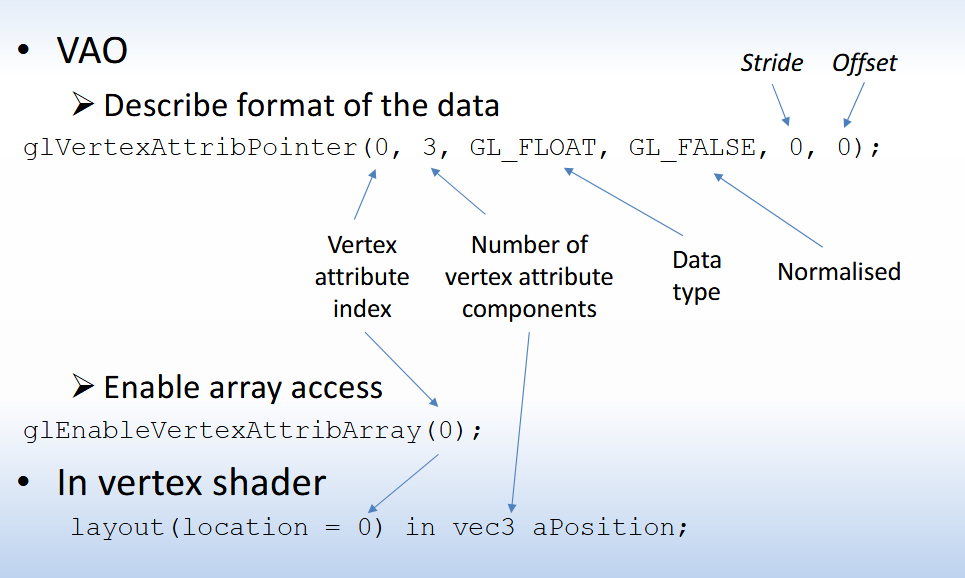 • VAO
Stride Offset
➢ Describe format of the data
glVertexAttribPointer(0, 3, GL_FLOAT, GL_FALSE, 0, 0);
Vertex
attribute
index
Number of
vertex attribute
components
Data
type
Normalised
➢ Enable array access
glEnableVertexAttribArray(0);
• In vertex shader
layout(location = 0) in vec3 aPosition;